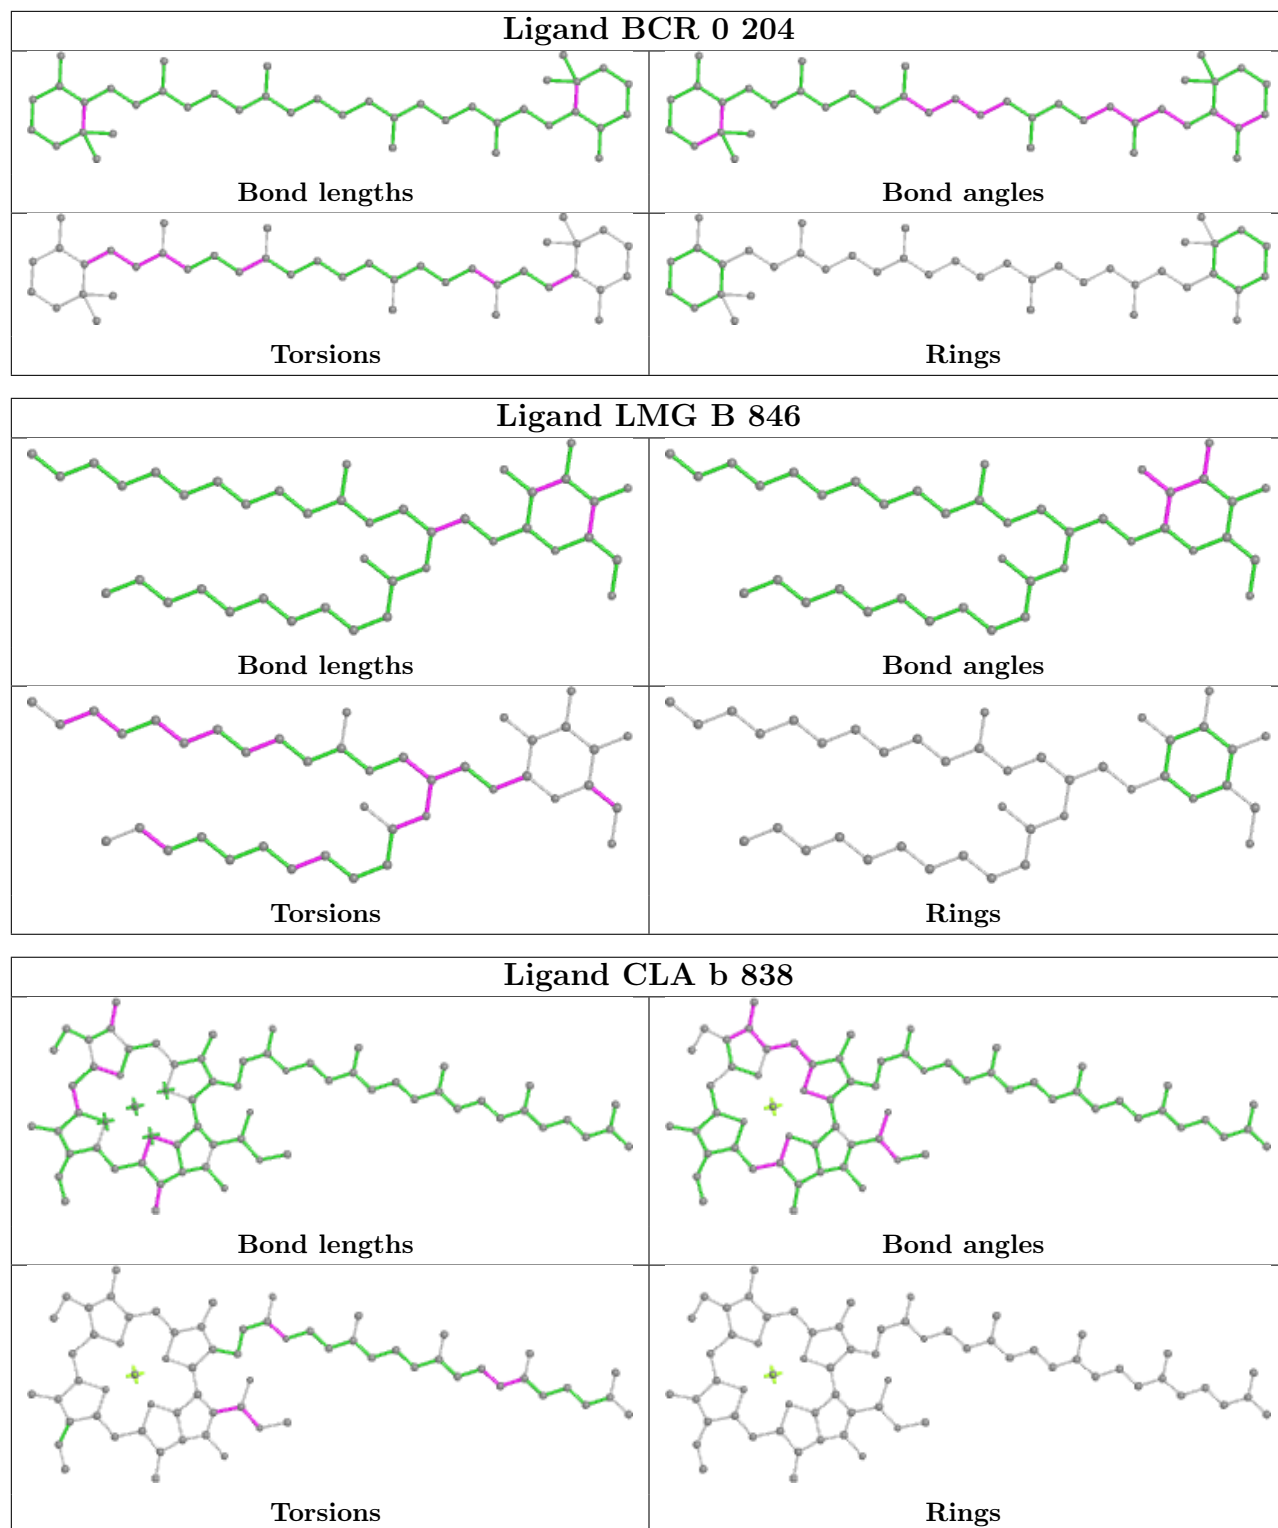 Ligand BCR 0 204
Bond lengths
Bond angles
Torsions
Rings
Ligand LMG B 846
Bond lengths
Bond angles
Torsions
Rings
Ligand CLA b 838
Bond lengths
Bond angles
Torsions
Rings